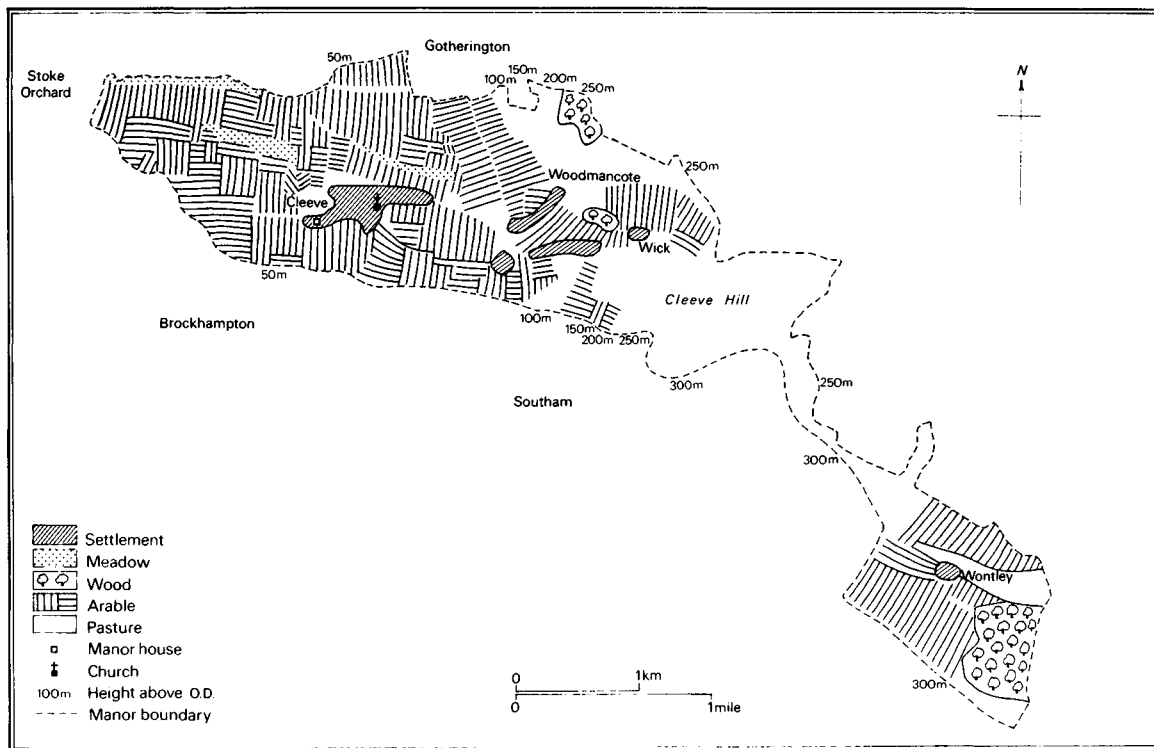 Gotherington
50m
Stoke
Orchard
100m
150m
200m
250m
N
250m
Woodmancote
Cleeve
Wick
50m
Cleeve Hill
Brockhampton
100m
150m
200m
250m
300m
250m
Southam
300m
Settlement
Meadow
Wood
Arable
Pasture
Manor house
Church
100m Height above O.D.
Manor boundary
Wontley
300m
0 1km
0 1mile